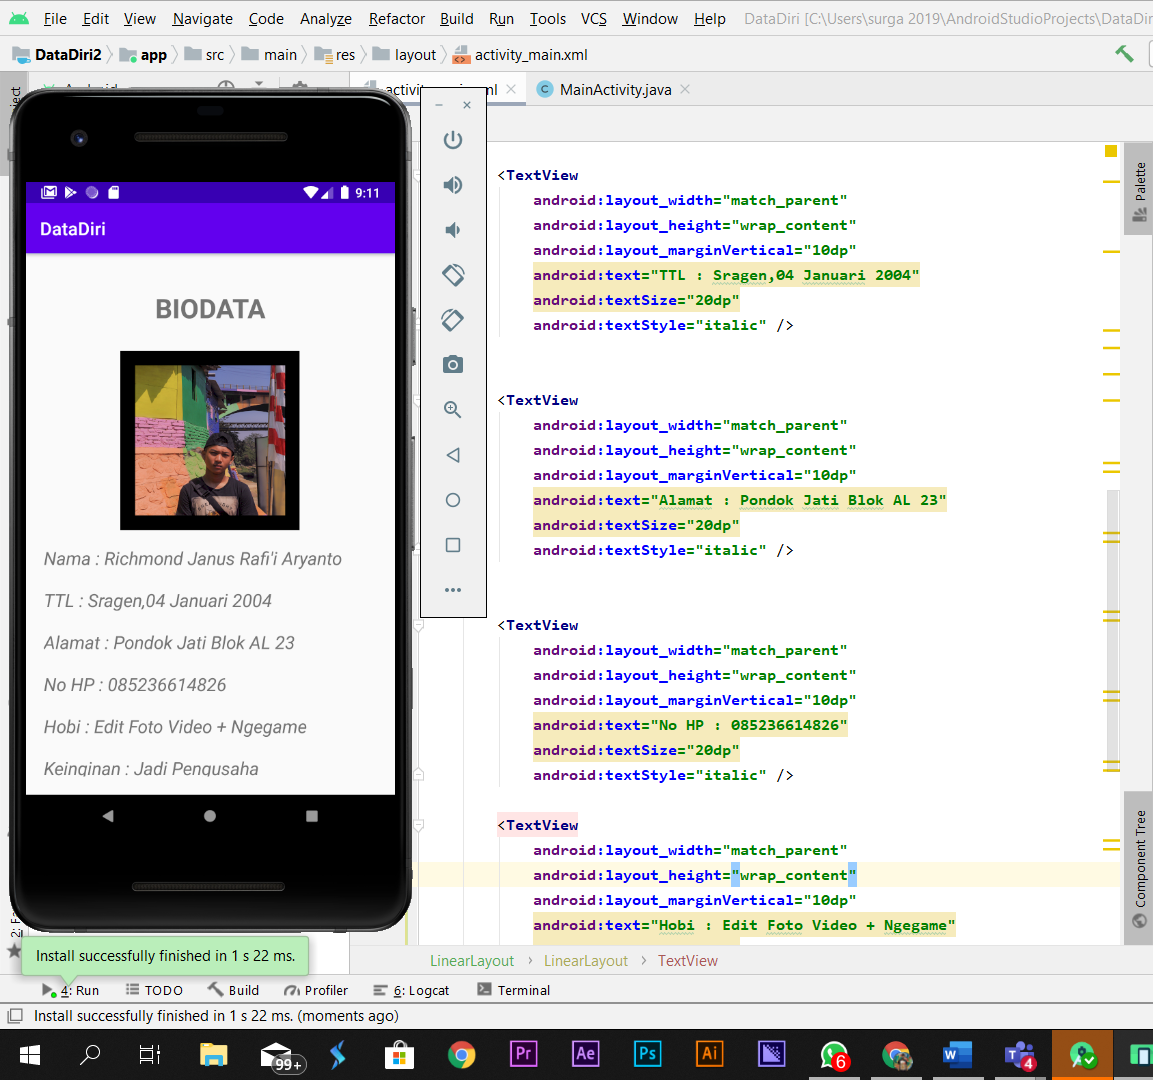 File Edit View Navigate Code Analyze Refactor Build Run Tools VCS Window Help DataDiri [C:\Users\surga 2019\AndroidStudioProjects\DataDir
DataDiri2 app src main res layout activity_main.xml
MainActivity.java
9:11
DataDiri
BIODATA
Nama : Richmond Janus Rafi'i Aryanto
TTL : Sragen,04 Januari 2004
Alamat : Pondok Jati Blok AL 23
No HP : 085236614826
Hobi : Edit Foto Video + Ngegame
Keinginan : Jadi Pengusaha
<TextView
android:layout_width="match_parent"
android:layout_height="wrap_content"
android:layout_marginVertical="10dp"
android:text="TTL : Sragen,04 Januari 2004"
android:textSize="20dp"
android:textStyle="italic" />
<TextView
android:layout_width="match_parent"
android:layout_height="wrap_content"
android:layout_marginVertical="10dp"
android:text="Alamat : Pondok Jati Blok AL 23"
android:textSize="20dp"
android:textStyle="italic" />
<TextView
android:layout_width="match_parent"
android:layout_height="wrap_content"
android:layout_marginVertical="10dp"
android:text="No HP : 085236614826"
android:textSize="20dp"
android:textStyle="italic" />
<TextView
android:layout_width="match_parent"
android:layout_height="wrap_content"
android:layout_marginVertical="10dp"
android:text="Hobi : Edit Foto Video + Ngegame"
Palette
Component Tree
LinearLayout LinearLayout TextView
Install successfully finished in 1 s 22 ms.
4: Run TODO Build Profiler 6: Logcat Terminal
Install successfully finished in 1 s 22 ms. (moments ago)
99+ Pr Ae Ps Ai 6 W 4